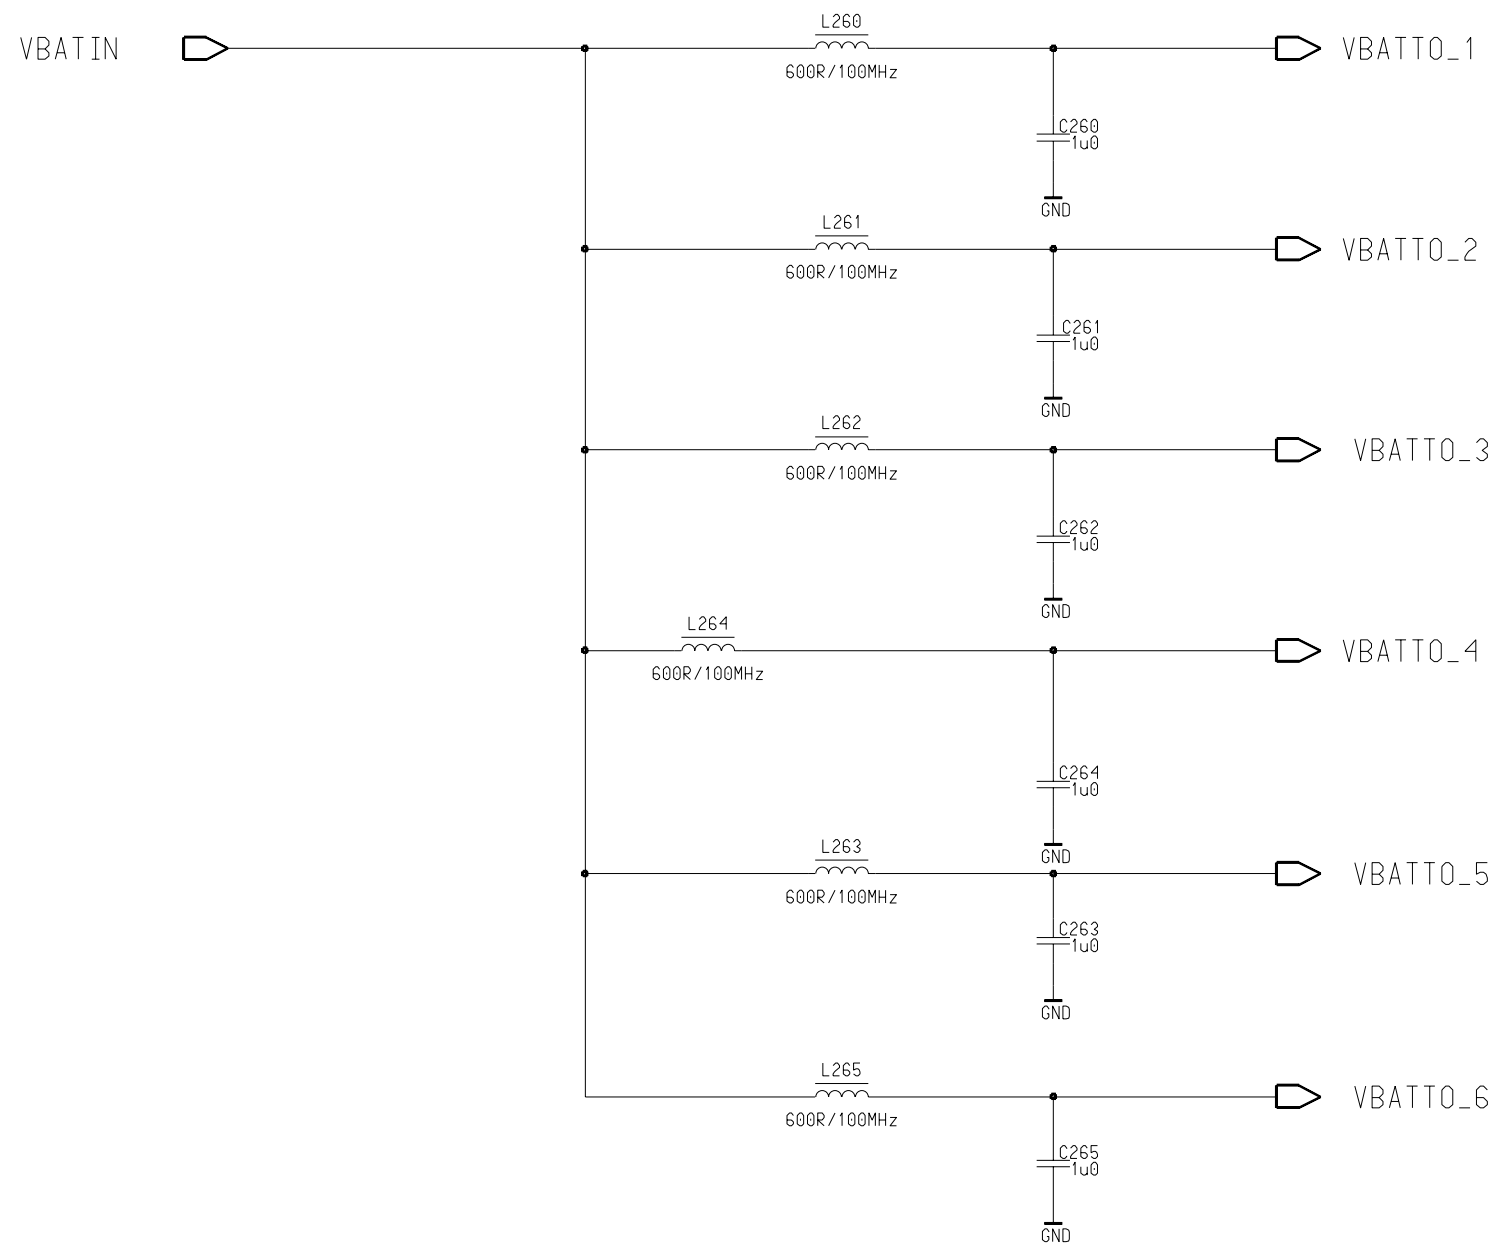 L260
VBATIN
VBATTO_1
600R/100MHz
C260
1u0
GND
L261
VBATTO_2
600R/100MHz
C261
1u0
GND
L262
VBATTO_3
600R/100MHz
C262
1u0
GND
L264
VBATTO_4
600R/100MHz
C264
1u0
GND
L263
VBATTO_5
600R/100MHz
C263
1u0
GND
L265
VBATTO_6
600R/100MHz
C265
1u0
GND